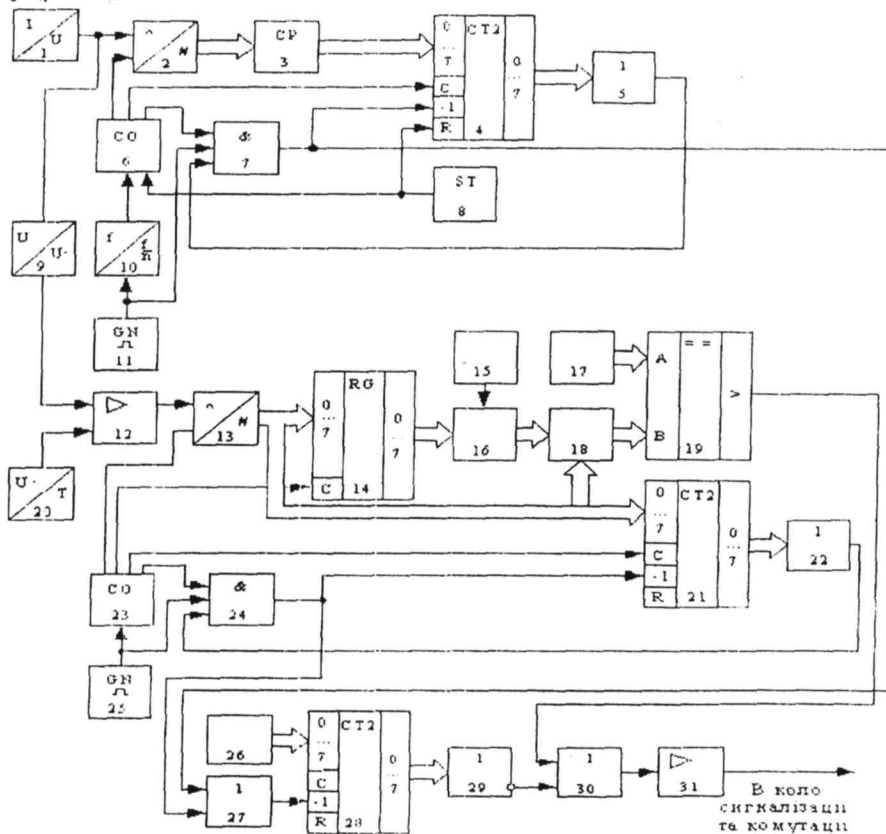 I
U
1
^
N
2
CP
3
0
...
7
C
-1
R
CT2
4
0
...
7
1
5
CO
6
&
7
ST
8
U
U-
9
f
f/n
10
GN
11
12
^
N
13
0
...
7
C
RG
14
0
...
7
15
16
17
18
A
B
==
19
>
U-
T
20
0
...
7
C
-1
R
CT2
21
0
...
7
1
22
CO
23
&
24
GN
25
26
1
27
0
...
7
C
-1
R
CT2
28
0
...
7
1
29
1
30
31
В коло
сигналізації
та комутації